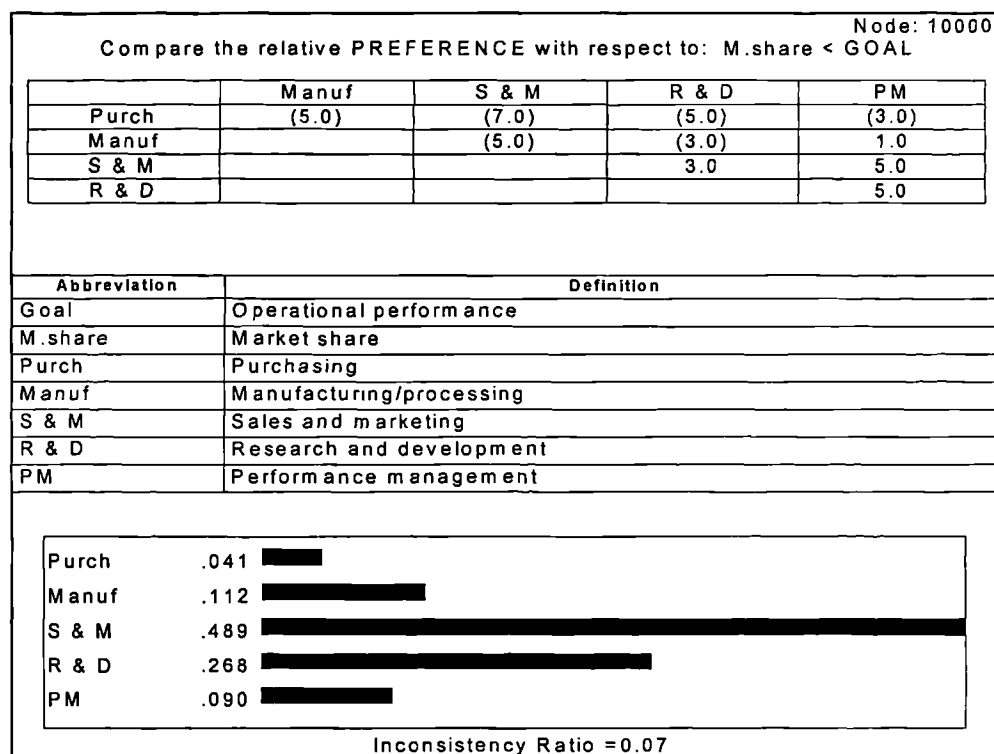 Node: 10000
Compare the relative PREFERENCE with respect to: M.share < GOAL
Manuf S & M R & D PM
Purch (5.0) (7.0) (5.0) (3.0)
Manuf (5.0) (3.0) 1.0
S & M 3.0 5.0
R & D 5.0
Abbreviation Definition
Goal Operational performance
M.share Market share
Purch Purchasing
Manuf Manufacturing/processing
S & M Sales and marketing
R & D Research and development
PM Performance management
Purch .041
Manuf .112
S & M .489
R & D .268
PM .090
Inconsistency Ratio =0.07